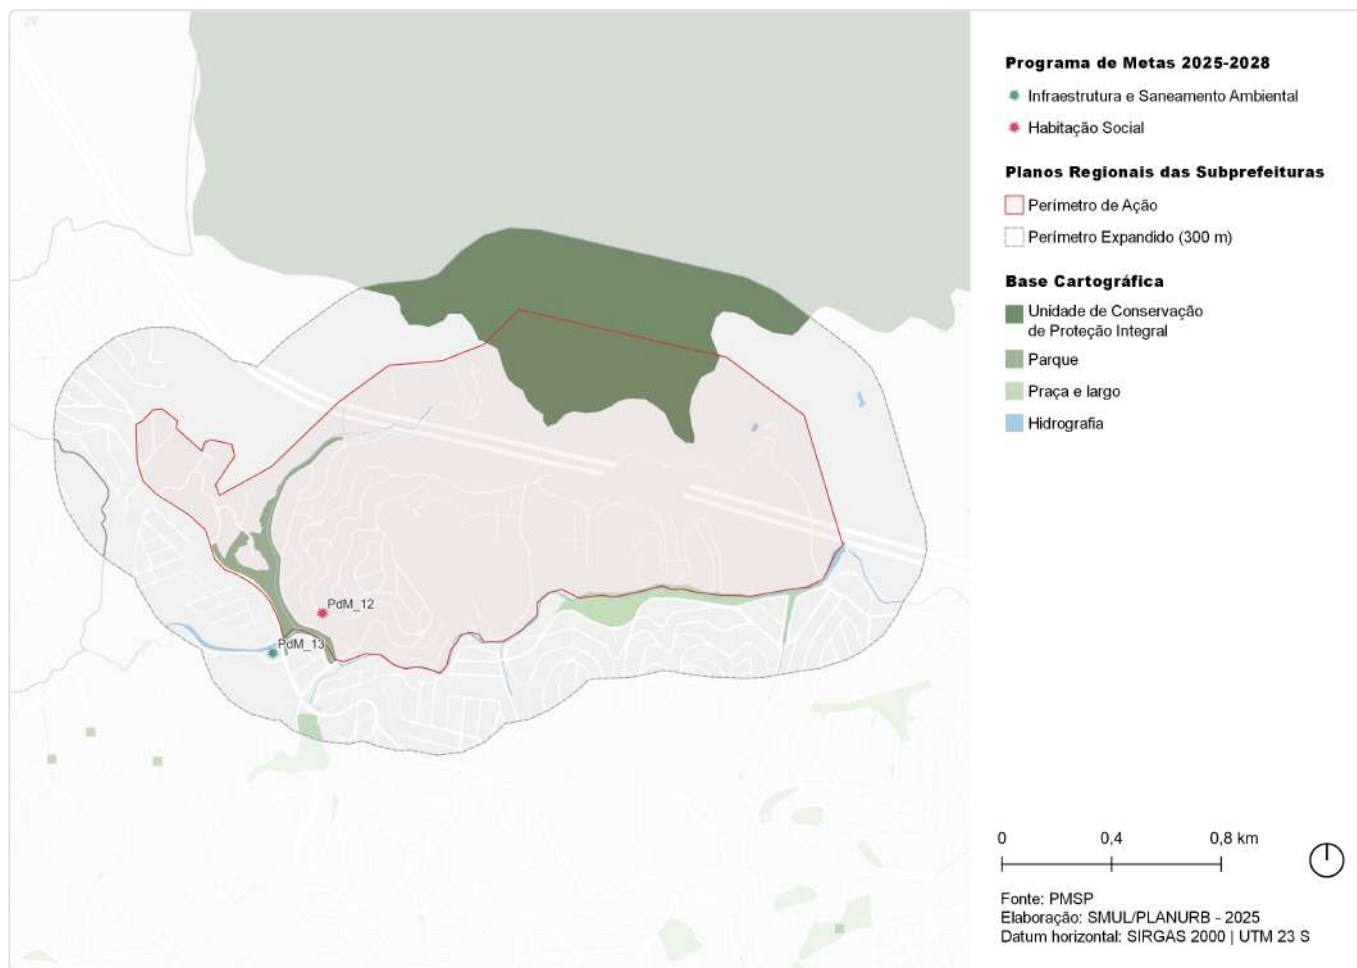 Programa de Metas 2025-2028
Infraestrutura e Saneamento Ambiental
Habitação Social
Planos Regionais das Subprefeituras
Perímetro de Ação
Perímetro Expandido (300 m)
Base Cartográfica
Unidade de Conservação
de Proteção Integral
Parque
Praça e largo
Hidrografia
PdM_12
PdM_13
0 0,4 0,8 km
Fonte: PMSP
Elaboração: SMUL/PLANURB - 2025
Datum horizontal: SIRGAS 2000 | UTM 23 S